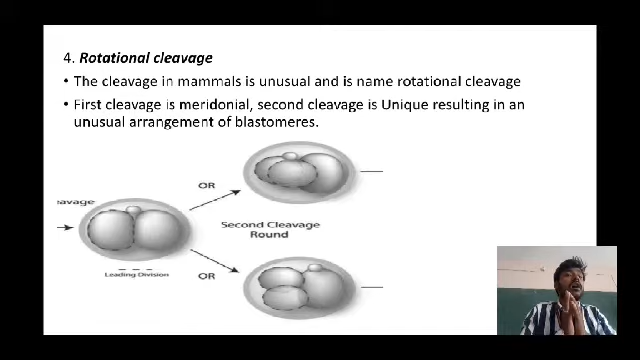 4. Rotational cleavage
• The cleavage in mammals is unusual and is name rotational cleavage
• First cleavage is meridonial, second cleavage is Unique resulting in an
unusual arrangement of blastomeres.
OR
avage
Second Cleavage
Round
Leading Division
OR